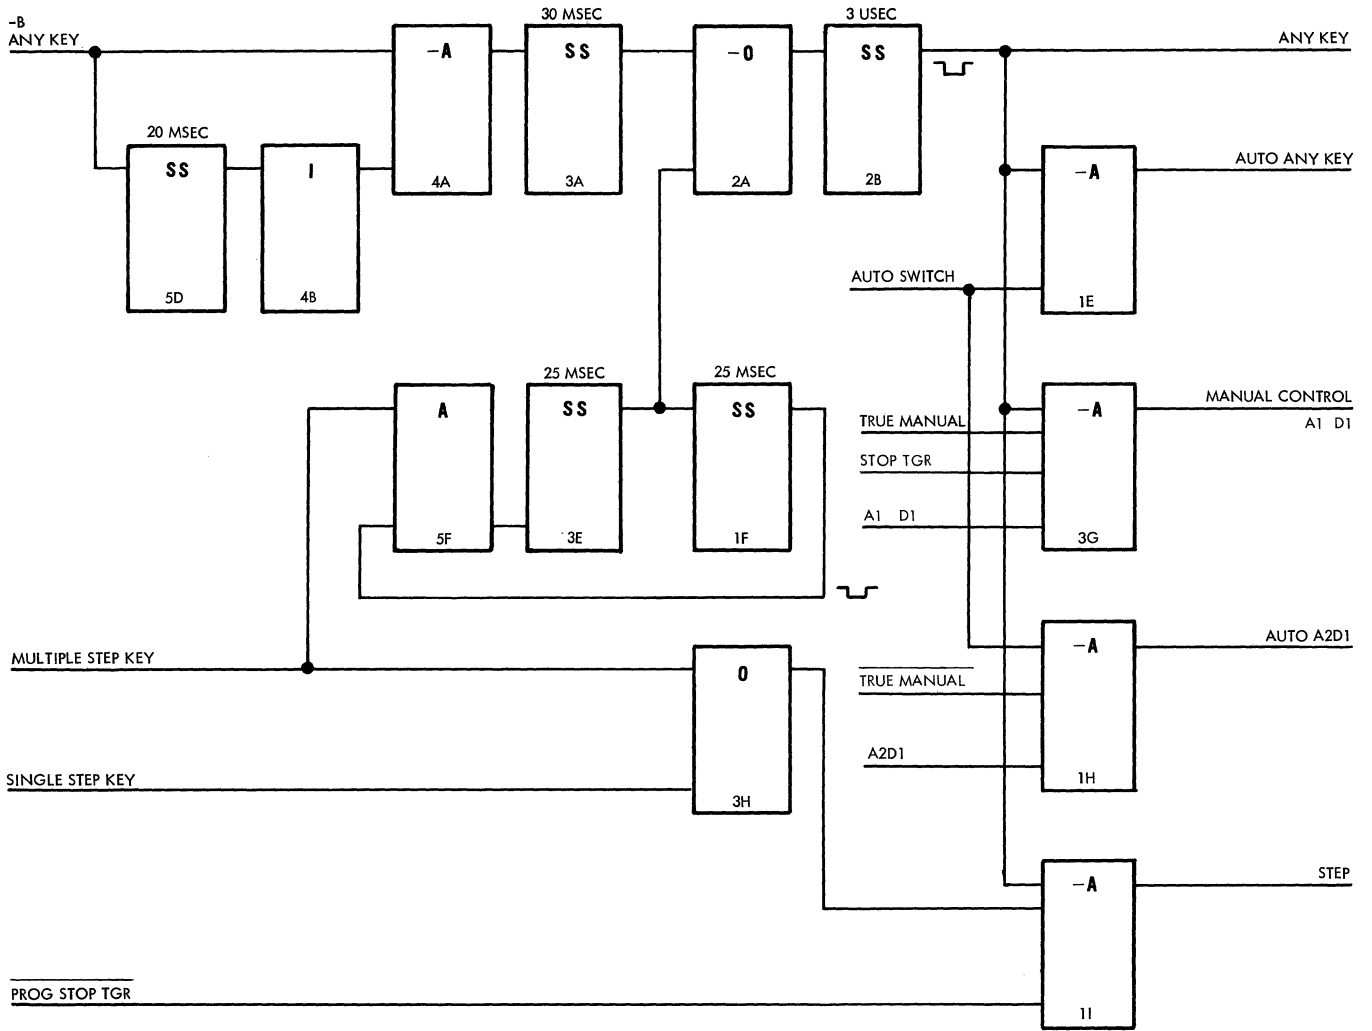 -B
ANY KEY
30 MSEC
3 USEC
ANY KEY
-A
4A
SS
3A
-O
2A
SS
2B
20 MSEC
SS
5D
I
4B
-A
1E
AUTO ANY KEY
AUTO SWITCH
25 MSEC
25 MSEC
A
5F
SS
3E
SS
1F
TRUE MANUAL
STOP TGR
A1 D1
-A
3G
MANUAL CONTROL
A1 D1
MULTIPLE STEP KEY
O
3H
TRUE MANUAL
A2D1
-A
1H
AUTO A2D1
SINGLE STEP KEY
-A
1I
STEP
PROG STOP TGR